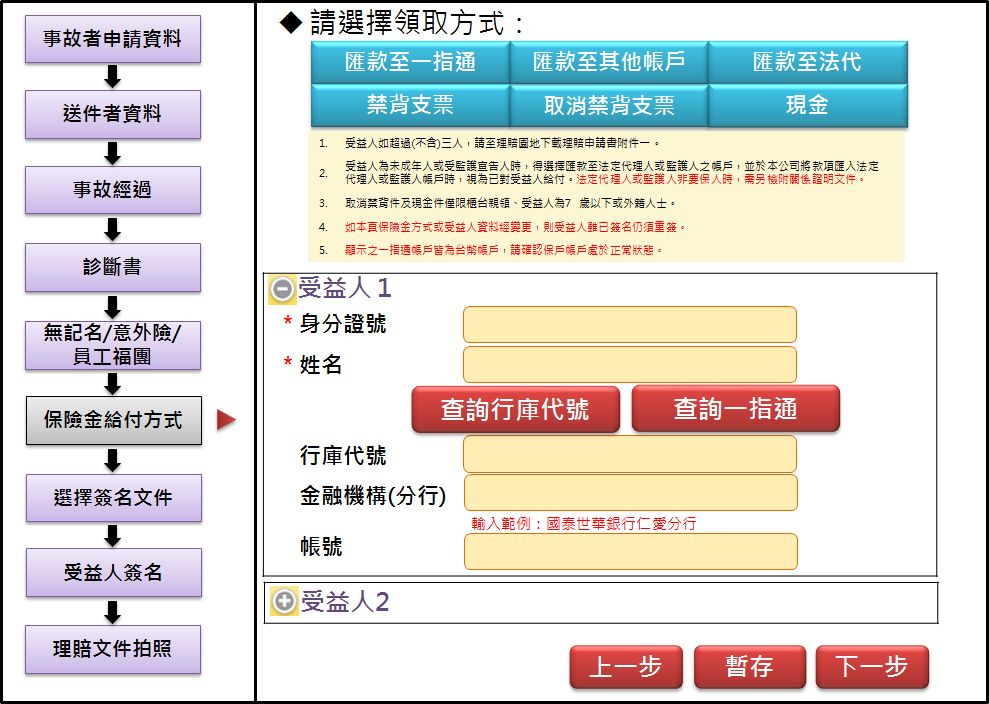 事故者申請資料
送件者資料
事故經過
診斷書
無記名/意外險/
員工福團
保險金給付方式
選擇簽名文件
受益人簽名
理賠文件拍照
◆請選擇領取方式：
匯款至一指通
匯款至其他帳戶
匯款至法代
禁背支票
取消禁背支票
現金
1. 受益人如超過(不含)三人，請至理賠園地下載理賠申請書附件一。
2. 受益人為未成年人或受監護宣告人時，得選擇匯款至法定代理人或監護人之帳戶，並於本公司將款項匯入法定
代理人或監護人帳戶時，視為已對受益人給付。法定代理人或監護人非要保人時，需另檢附關係證明文件。
3. 取消禁背件及現金件僅限櫃台親領、受益人為7 歲以下或外籍人士。
4. 如本頁保險金方式或受益人資料經變更，則受益人雖已簽名仍須重簽。
5. 顯示之一指通帳戶皆為台幣帳戶，請確認保戶帳戶處於正常狀態。
受益人1
* 身分證號
* 姓名
查詢行庫代號
查詢一指通
行庫代號
金融機構(分行)
輸入範例：國泰世華銀行仁愛分行
帳號
受益人2
上一步
暫存
下一步